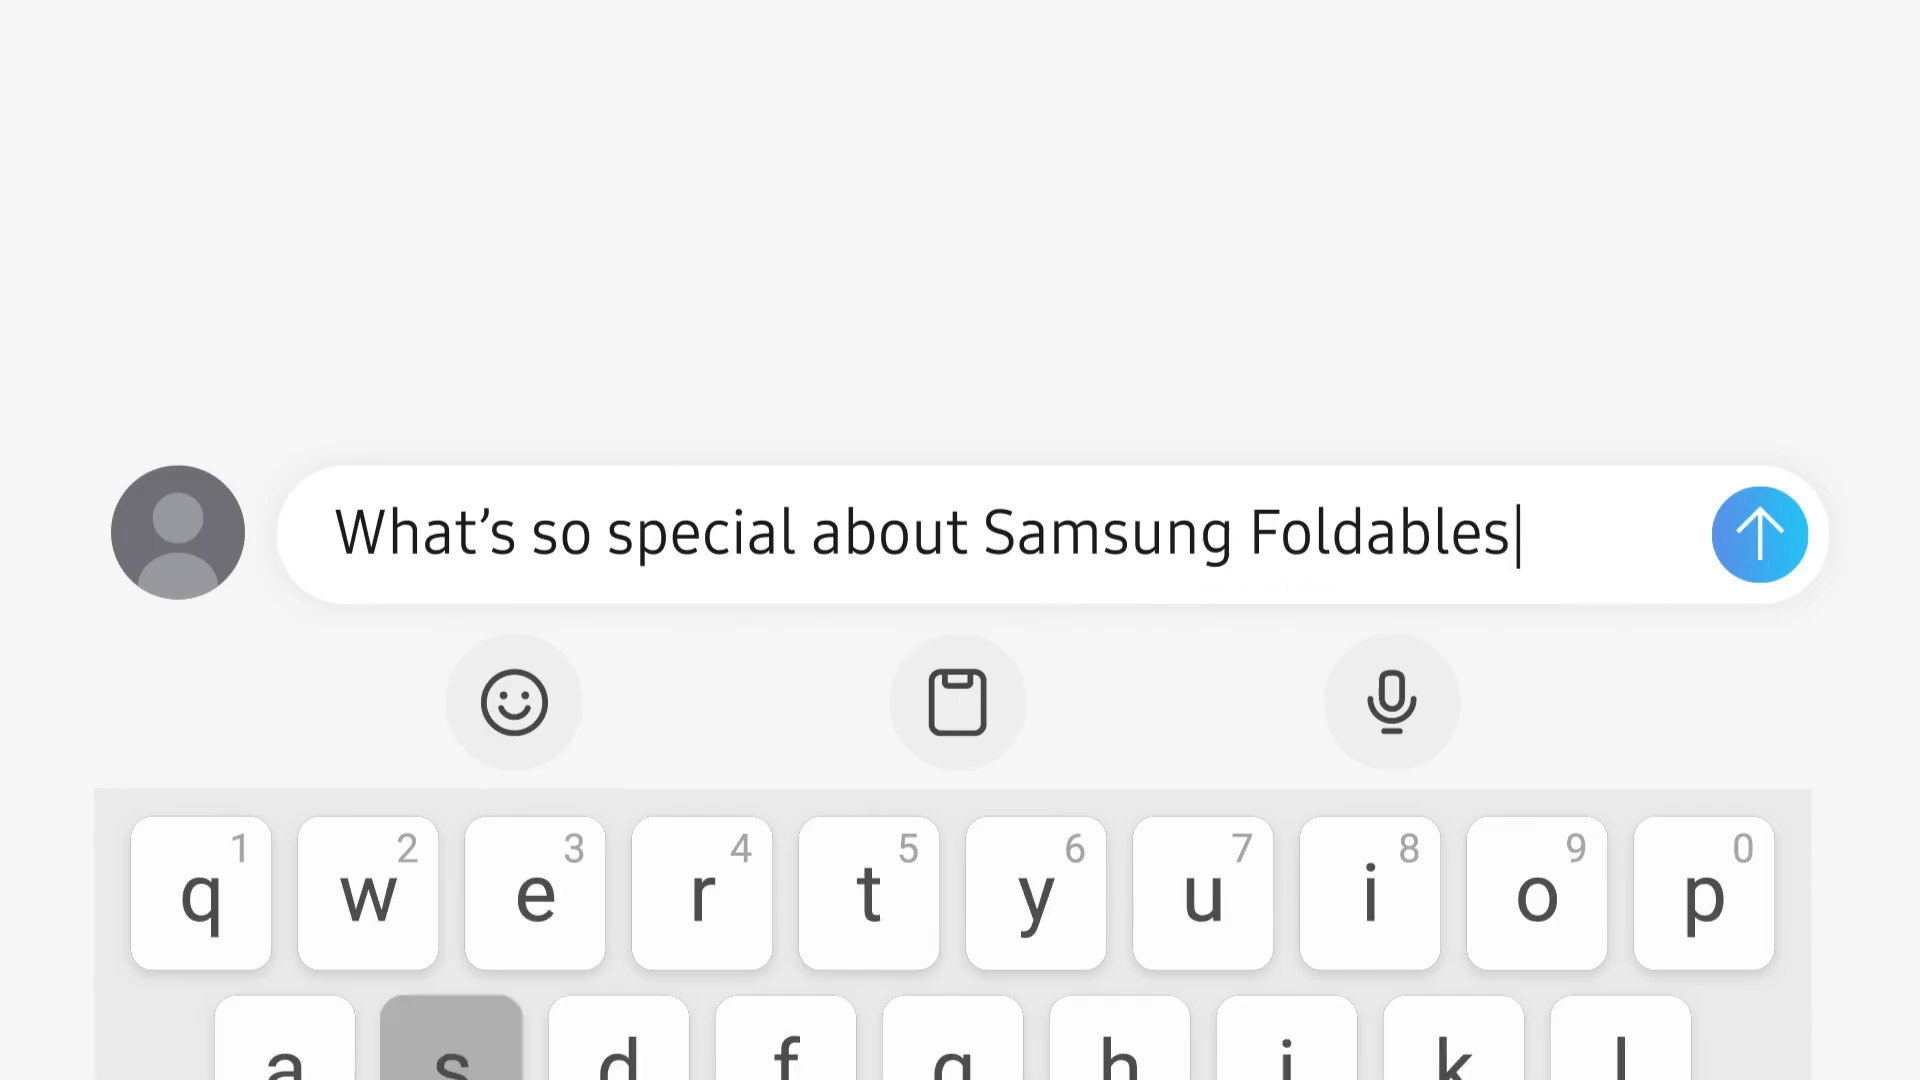 What’s so special about Samsung Foldables
1 2 3 4 5 6 7 8 9 0
q w e r t y u i o p
a s d f g h j k l